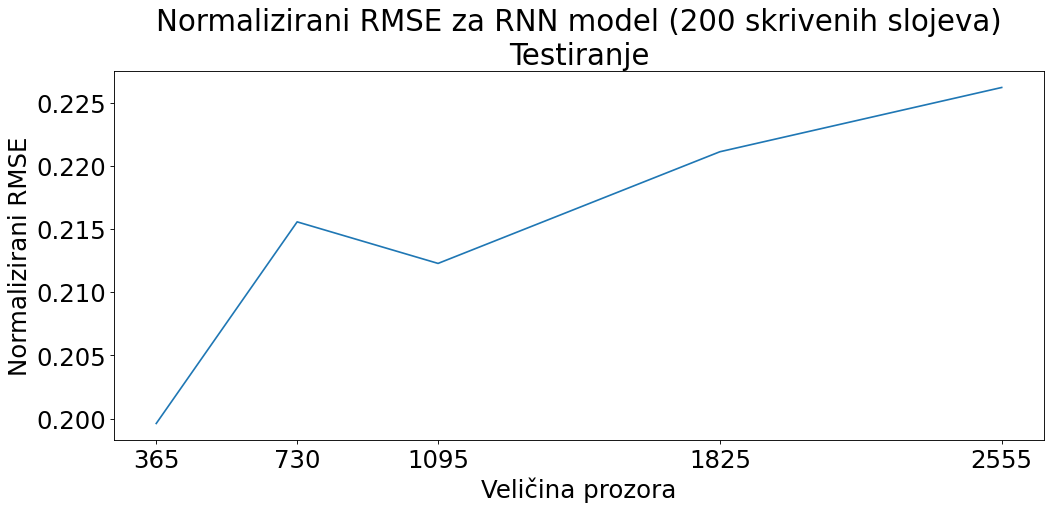 Normalizirani RMSE za RNN model (200 skrivenih slojeva)
Testiranje
Normalizirani RMSE
0.225
0.220
0.215
0.210
0.205
0.200
365 730 1095 1825 2555
Veličina prozora